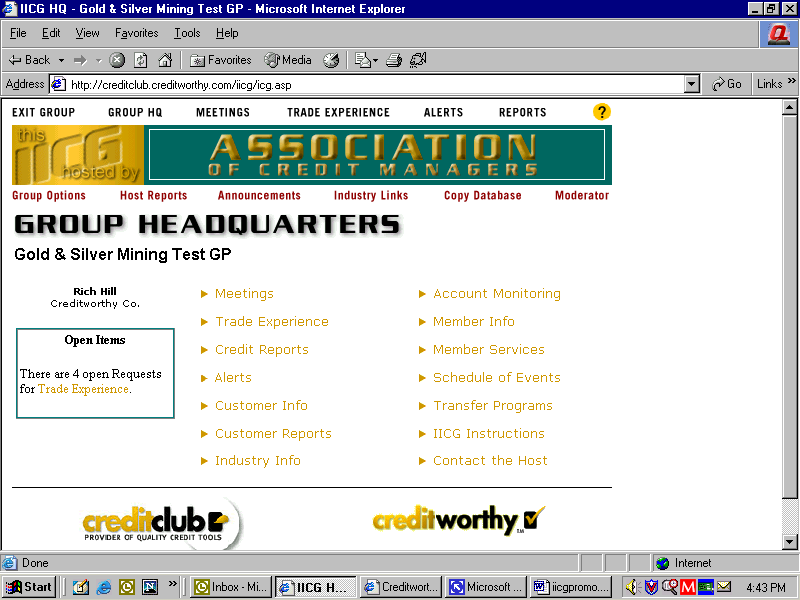 IICG HQ - Gold & Silver Mining Test GP - Microsoft Internet Explorer
File Edit View Favorites Tools Help
Back Favorites Media
Address http://creditclub.creditworthy.com/iicg/icg.asp Go Links »
EXIT GROUP GROUP HQ MEETINGS TRADE EXPERIENCE ALERTS REPORTS ?
this IICG hosted by
ASSOCIATION
OF CREDIT MANAGERS
Group Options Host Reports Announcements Industry Links Copy Database Moderator
GROUP HEADQUARTERS
Gold & Silver Mining Test GP
Rich Hill
Creditworthy Co.
Open Items
There are 4 open Requests
for Trade Experience.
Meetings
Trade Experience
Credit Reports
Alerts
Customer Info
Customer Reports
Industry Info
Account Monitoring
Member Info
Member Services
Schedule of Events
Transfer Programs
IICG Instructions
Contact the Host
creditclub
PROVIDER OF QUALITY CREDIT TOOLS
creditworthy TM
Done Internet
Start » Inbox - Mi... IICG H... Creditwort... Microsoft ... iicgpromo.... 4:43 PM